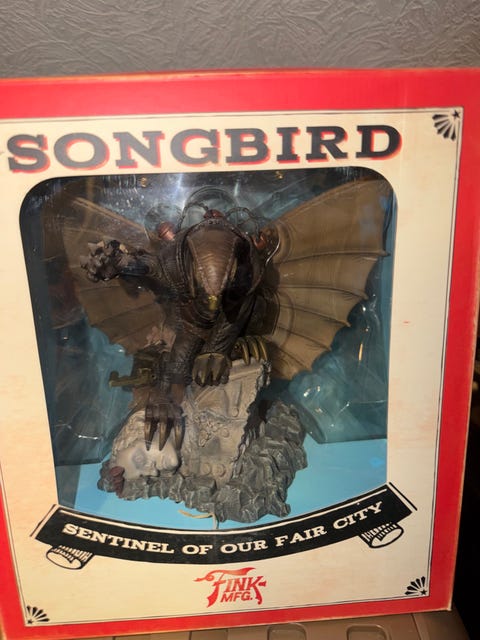 SONGBIRD
SENTINEL OF OUR FAIR CITY
FINK
MFG.